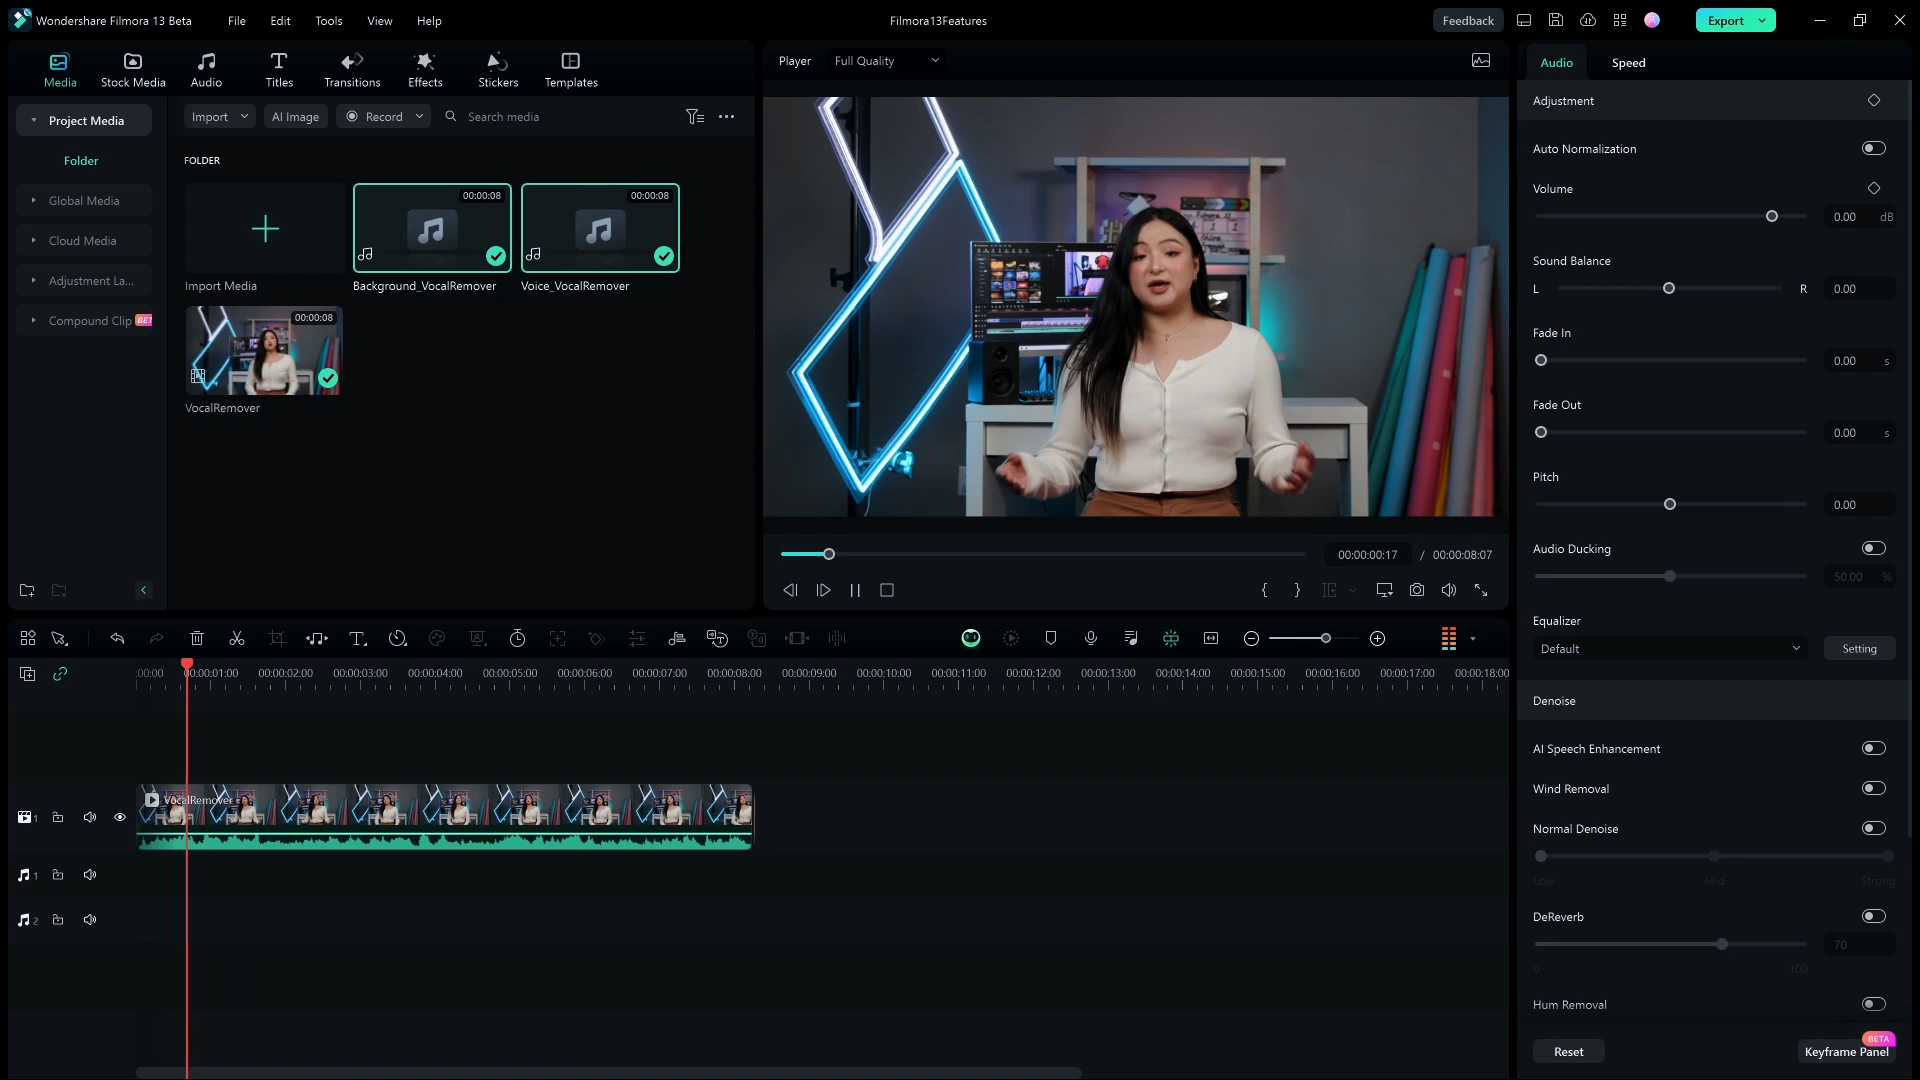 Wondershare Filmora 13 Beta
File
Edit
Tools
View
Help
Filmora13Features
Feedback
Export
Media
Stock Media
Audio
Titles
Transitions
Effects
Stickers
Templates
Player
Full Quality
Audio
Speed
Project Media
Folder
Global Media
Cloud Media
Adjustment La...
Compound Clip BET
Import
AI Image
Record
Search media
FOLDER
Import Media
00:00:08
Background_VocalRemover
00:00:08
Voice_VocalRemover
00:00:08
VocalRemover
00:00:00:17 / 00:00:08:07
Adjustment
Auto Normalization
Volume
0.00 dB
Sound Balance
L R 0.00
Fade In
0.00 s
Fade Out
0.00 s
Pitch
0.00
Audio Ducking
50.00 %
Equalizer
Default
Setting
Denoise
AI Speech Enhancement
Wind Removal
Normal Denoise
Low Mid Strong
DeReverb
70
0 100
Hum Removal
Reset
BETA
Keyframe Panel
:00:00 00:00:01:00 00:00:02:00 00:00:03:00 00:00:04:00 00:00:05:00 00:00:06:00 00:00:07:00 00:00:08:00 00:00:09:00 00:00:10:00 00:00:11:00 00:00:12:00 00:00:13:00 00:00:14:00 00:00:15:00 00:00:16:00 00:00:17:00 00:00:18:00
VocalRemover
1
1
2